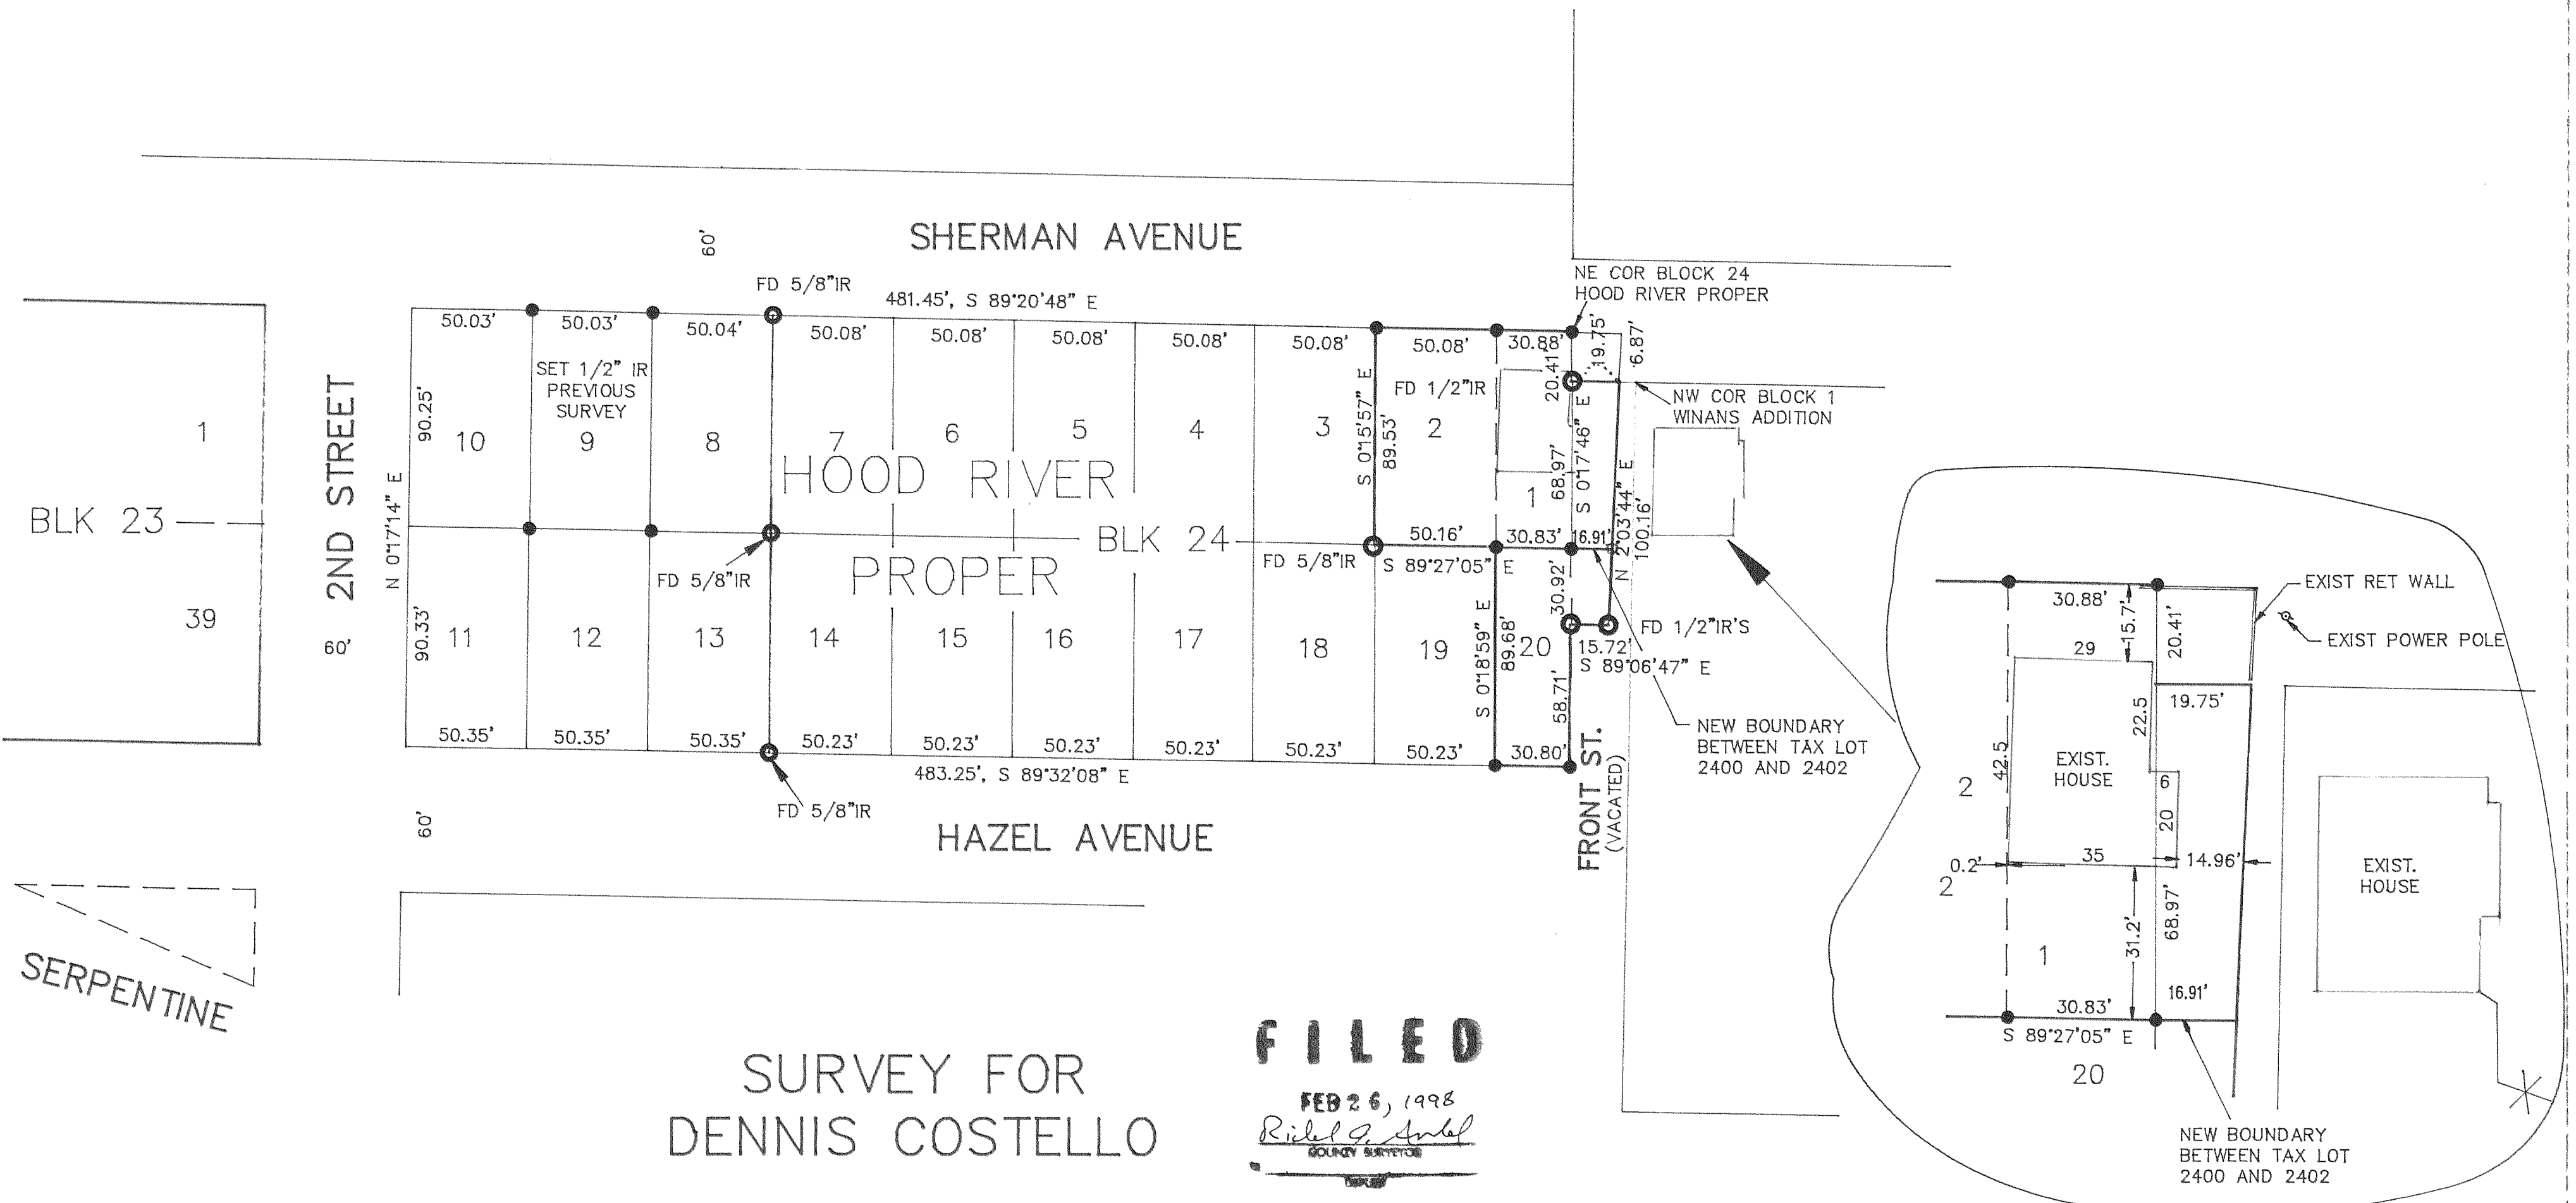 SHERMAN AVENUE
60'
FD 5/8"IR
481.45', S 89°20'48" E
NE COR BLOCK 24
HOOD RIVER PROPER
50.03'
50.03'
50.04'
50.08'
50.08'
50.08'
50.08'
50.08'
50.08'
30.88'
19.75'
6.87'
20.41'
SET 1/2" IR
PREVIOUS
SURVEY
FD 1/2"IR
NW COR BLOCK 1
WINANS ADDITION
1
BLK 23
39
2ND STREET
60'
N 0°17'14" E
90.25'
90.33'
10
9
8
7
6
5
4
3
2
1
HOOD RIVER
PROPER
BLK 24
S 0°15'57" E
89.53'
68.97'
S 0°17'46" E
N 2°03'44" E
100.16'
50.16'
30.83'
16.91'
FD 5/8"IR
FD 5/8"IR
S 89°27'05" E
30.92'
S 0°18'59" E
89.68'
FD 1/2"IR'S
15.72'
S 89°06'47" E
58.71'
11
12
13
14
15
16
17
18
19
20
50.35'
50.35'
50.35'
50.23'
50.23'
50.23'
50.23'
50.23'
50.23'
30.80'
483.25', S 89°32'08" E
FD 5/8"IR
NEW BOUNDARY
BETWEEN TAX LOT
2400 AND 2402
FRONT ST.
(VACATED)
60'
HAZEL AVENUE
SERPENTINE
30.88'
15.7'
20.41'
EXIST RET WALL
EXIST POWER POLE
29
19.75'
22.5
42.5
EXIST.
HOUSE
6
20
2
0.2'
35
14.96'
2
EXIST.
HOUSE
31.2'
68.97'
1
30.83'
16.91'
S 89°27'05" E
20
NEW BOUNDARY
BETWEEN TAX LOT
2400 AND 2402
SURVEY FOR
DENNIS COSTELLO
FILED
FEB 26, 1998
COUNTY SURVEYOR